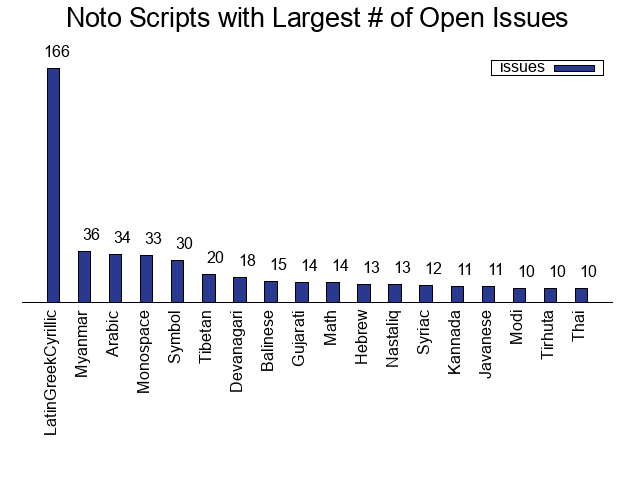 Noto Scripts with Largest # of Open Issues
issues
166
36
34
33
30
20
18
15
14
14
13
13
12
11
11
10
10
10
LatinGreekCyrillic
Myanmar
Arabic
Monospace
Symbol
Tibetan
Devanagari
Balinese
Gujarati
Math
Hebrew
Nastaliq
Syriac
Kannada
Javanese
Modi
Tirhuta
Thai